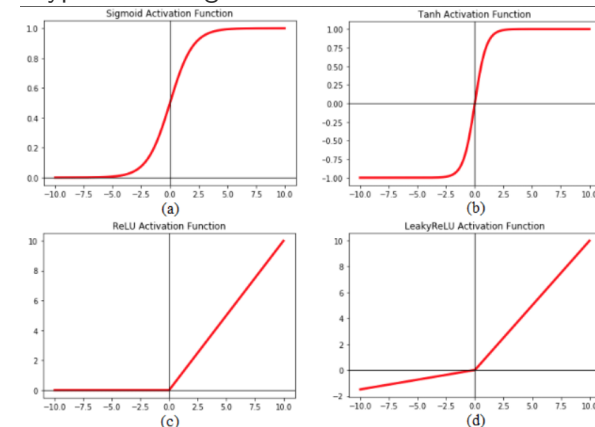 Sigmoid Activation Function
1.0
0.8
0.6
0.4
0.2
0.0
−10.0 −7.5 −5.0 −2.5 0.0 2.5 5.0 7.5 10.0
(a)
Tanh Activation Function
1.00
0.75
0.50
0.25
0.00
−0.25
−0.50
−0.75
−1.00
−10.0 −7.5 −5.0 −2.5 0.0 2.5 5.0 7.5 10.0
(b)
ReLU Activation Function
10
8
6
4
2
0
−10.0 −7.5 −5.0 −2.5 0.0 2.5 5.0 7.5 10.0
(c)
LeakyReLU Activation Function
10
8
6
4
2
0
−2
−10.0 −7.5 −5.0 −2.5 0.0 2.5 5.0 7.5 10.0
(d)